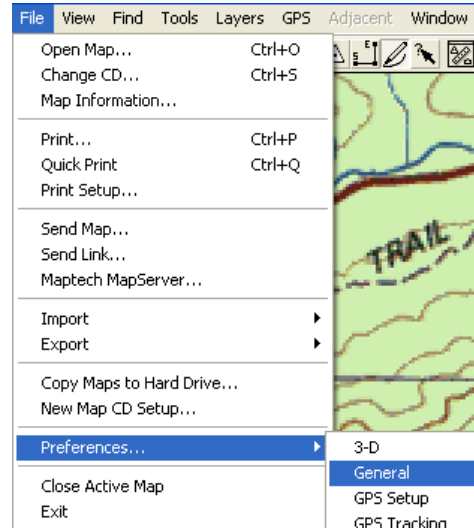 File View Find Tools Layers GPS Adjacent Window
Open Map... Ctrl+O
Change CD... Ctrl+S
Map Information...
Print... Ctrl+P
Quick Print Ctrl+Q
Print Setup...
Send Map...
Send Link...
Maptech MapServer...
Import
Export
Copy Maps to Hard Drive...
New Map CD Setup...
Preferences...
Close Active Map
Exit
3-D
General
GPS Setup
GPS Tracking
S E
TRAIL